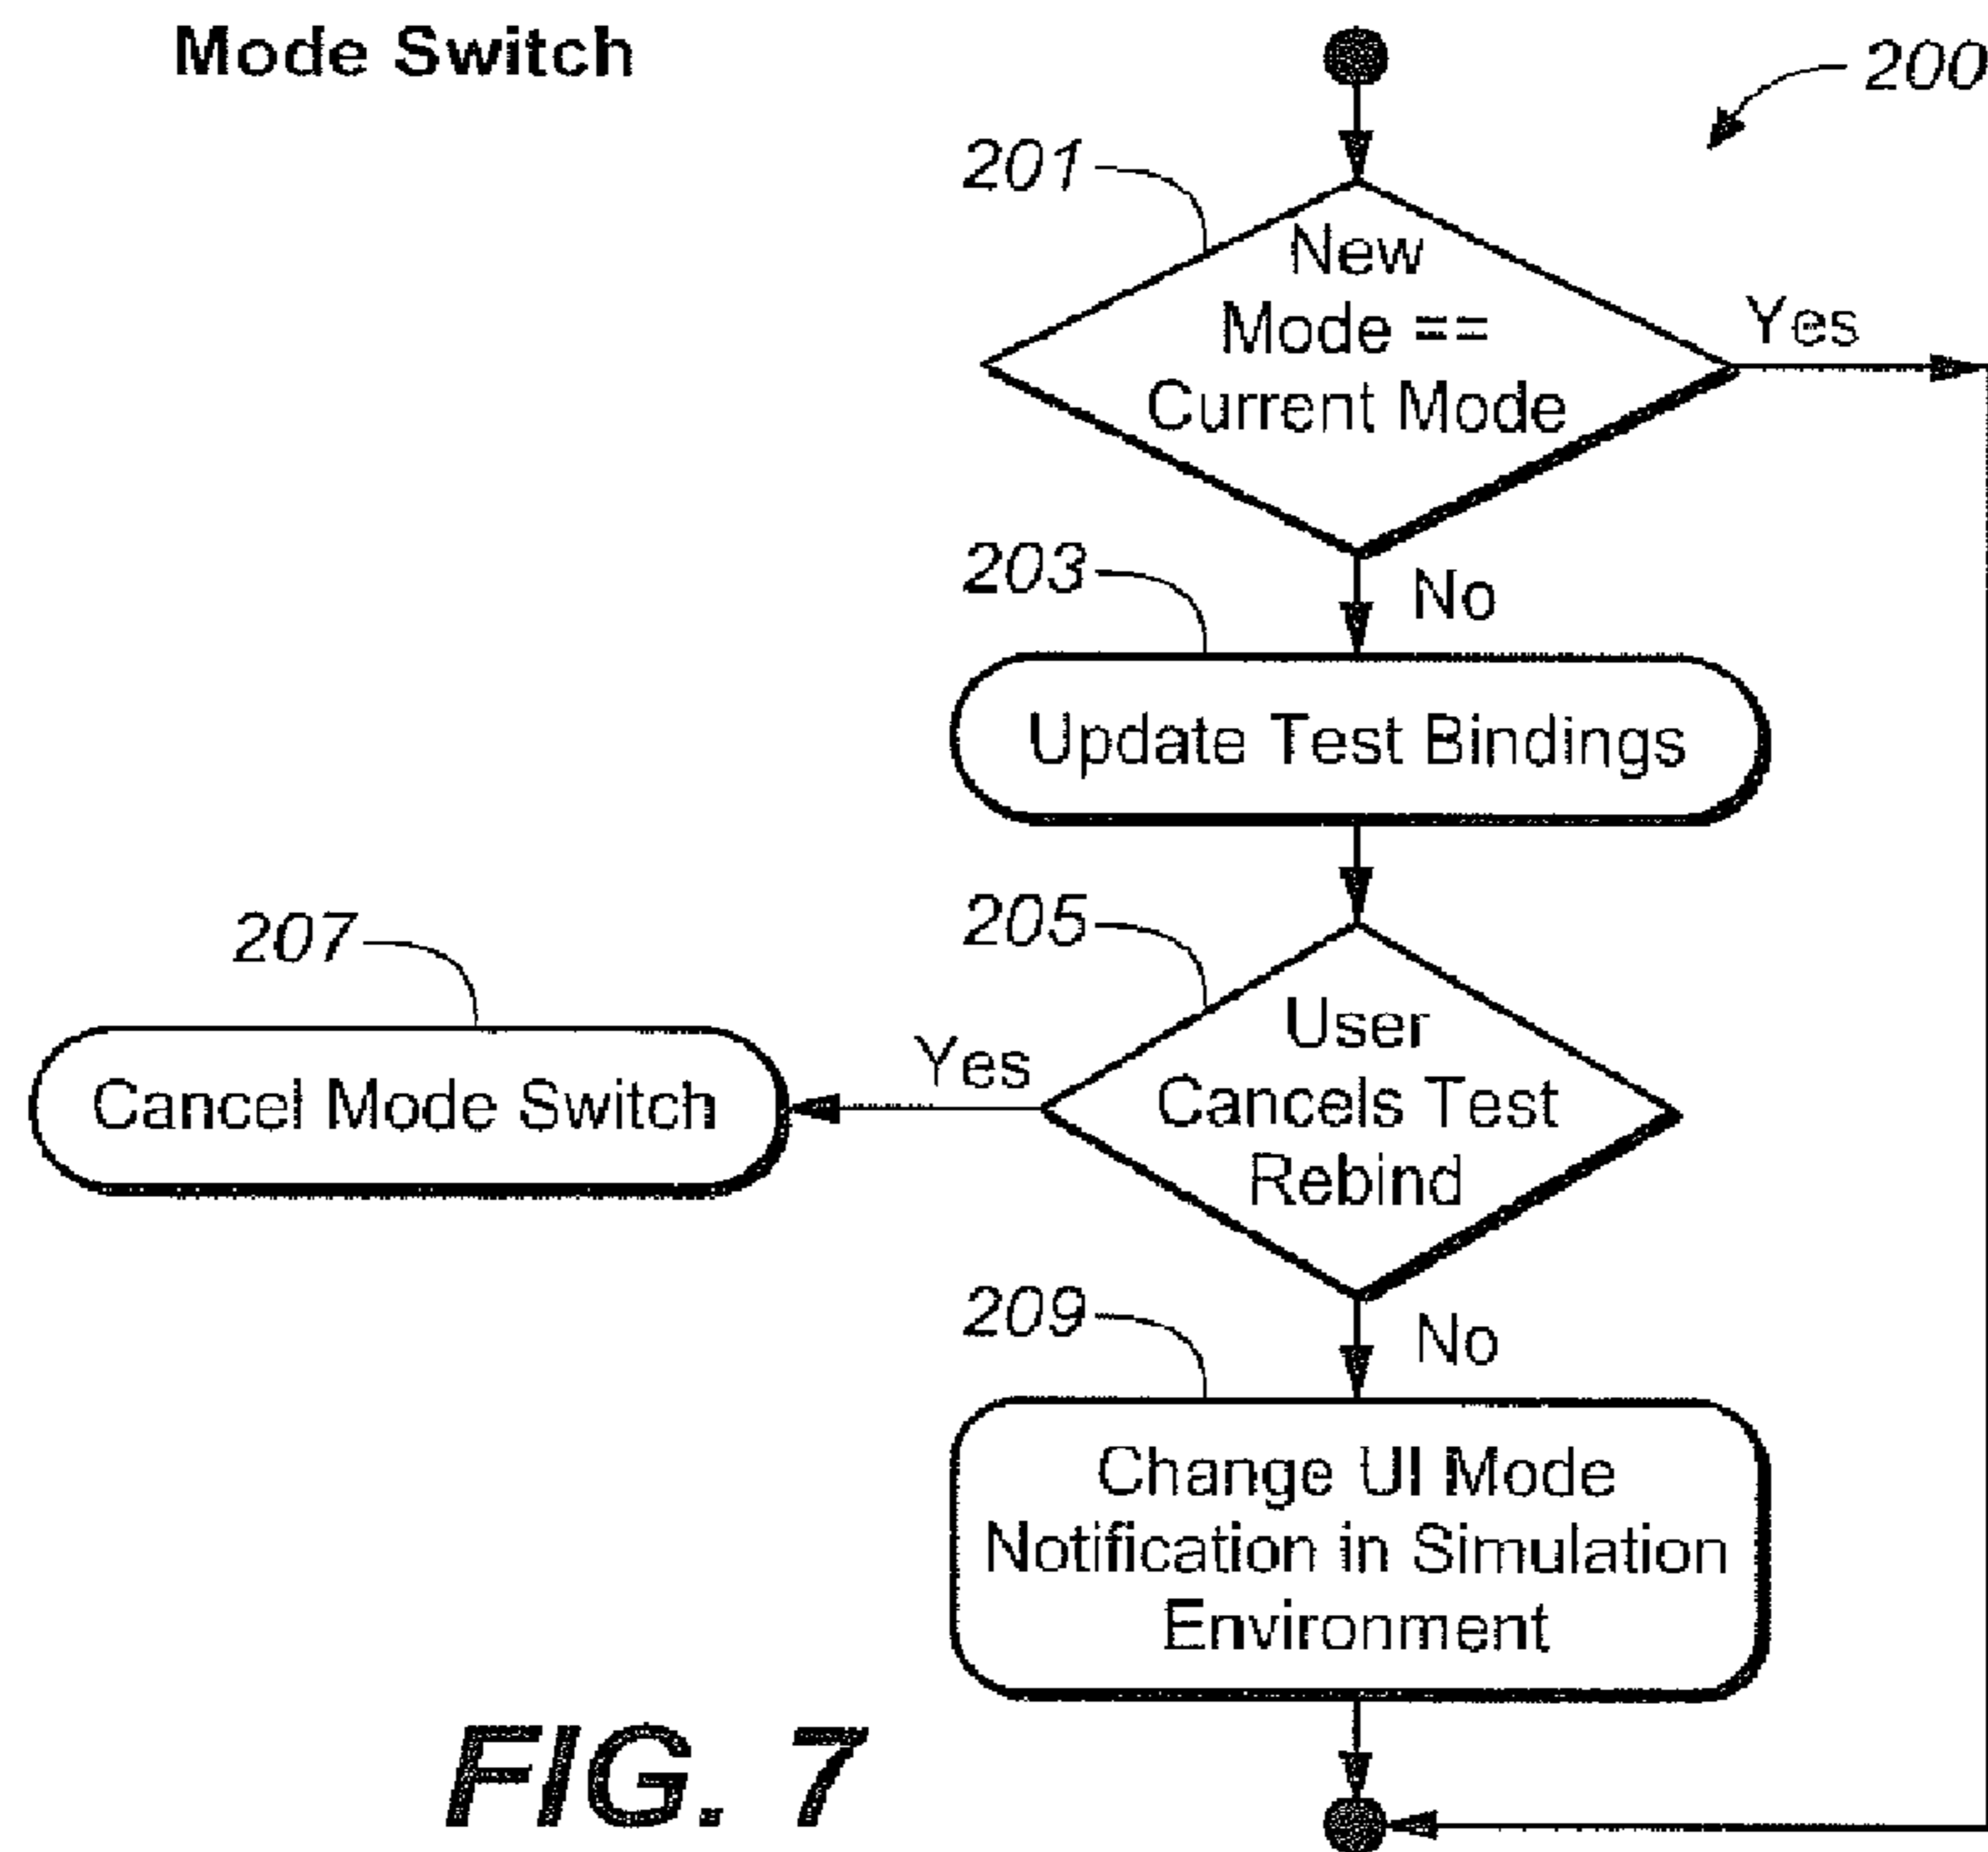 Mode Switch
200
201
New
Mode ==
Current Mode
Yes
203
No
Update Test Bindings
207
205
User
Cancels Test
Rebind
Yes
Cancel Mode Switch
209
No
Change UI Mode
Notification in Simulation
Environment
FIG. 7